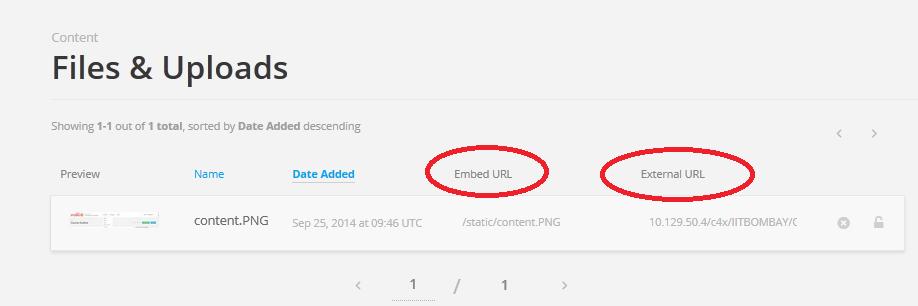 Content
Files & Uploads
Showing 1-1 out of 1 total, sorted by Date Added descending
Preview Name Date Added Embed URL External URL
content.PNG Sep 25, 2014 at 09:46 UTC /static/content.PNG 10.129.50.4/c4x/IITBOMBAY/
1 / 1